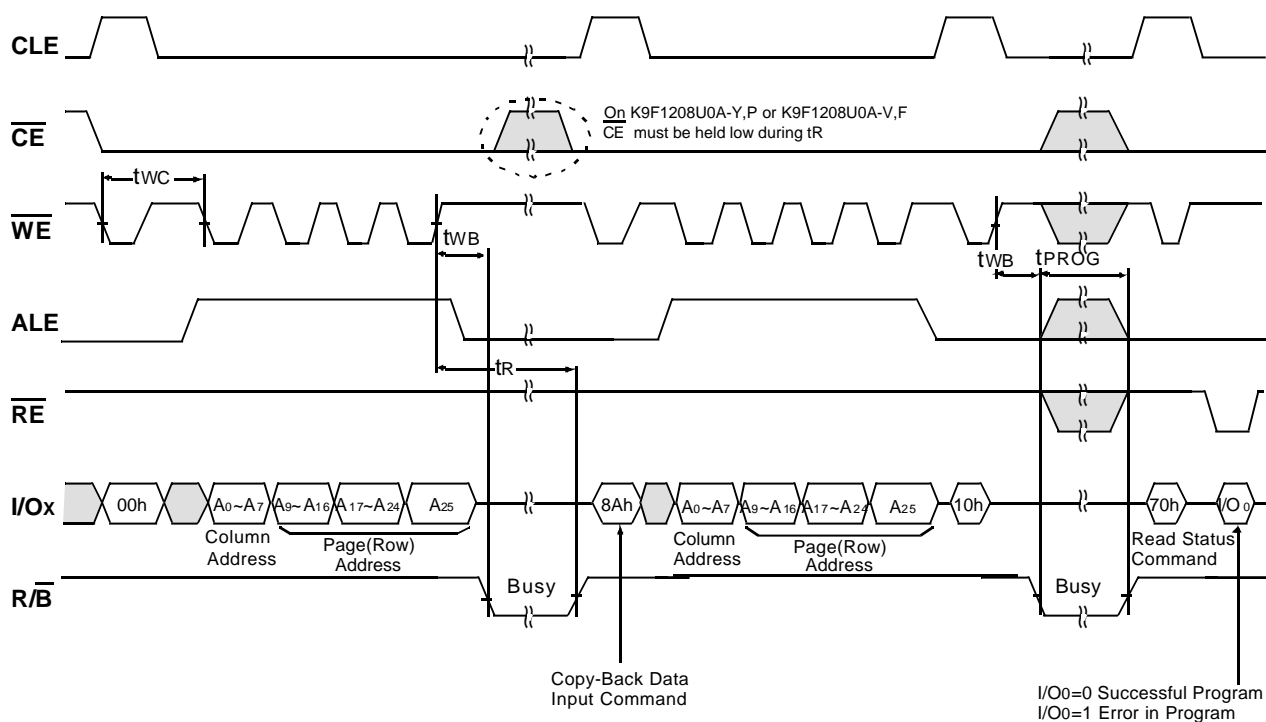 CLE
CE
On K9F1208U0A-Y,P or K9F1208U0A-V,F
CE must be held low during tR
tWC
WE
tWB
tWB
tPROG
ALE
tR
RE
I/Ox
00h
A0~A7
A9~A16
A17~A24
A25
8Ah
A0~A7
A9~A16
A17~A24
A25
10h
70h
I/O0
Column
Address
Page(Row)
Address
Column
Address
Page(Row)
Address
Read Status
Command
R/B
Busy
Busy
Copy-Back Data
Input Command
I/O0=0 Successful Program
I/O0=1 Error in Program